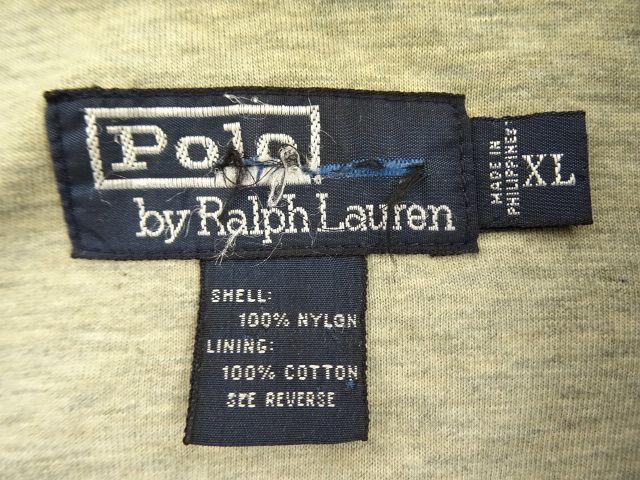 Polo
by Ralph Lauren
MADE IN
PHILIPPINES
XL
SHELL:
100% NYLON
LINING:
100% COTTON
SEE REVERSE